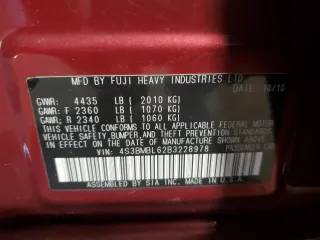 MFD. BY FUJI HEAVY INDUSTRIES LTD.
DATE 10/10
GVWR: 4435 LB ( 2010 KG)
GAWR: F 2360 LB ( 1070 KG)
GAWR: R 2340 LB ( 1060 KG)
THIS VEHICLE CONFORMS TO ALL APPLICABLE
FEDERAL MOTOR
VEHICLE SAFETY, BUMPER, AND THEFT PREVENTION STANDARDS
IN EFFECT ON THE DATE OF MANUFACTURE SHOWN ABOVE.
VIN: 4S3BMBL62B3228978 PASSENGER CAR
ASSEMBLED BY SIA INC. MADE IN U.S.A.